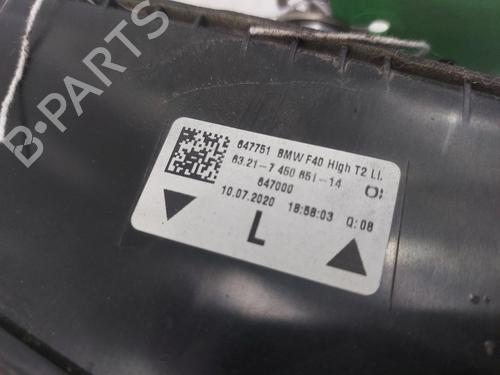 647751 BMW F40 High T2 Li.
63.21-7 450 851-14
647000
10.07.2020 18:58:03 Q:08
L
B-PARTS